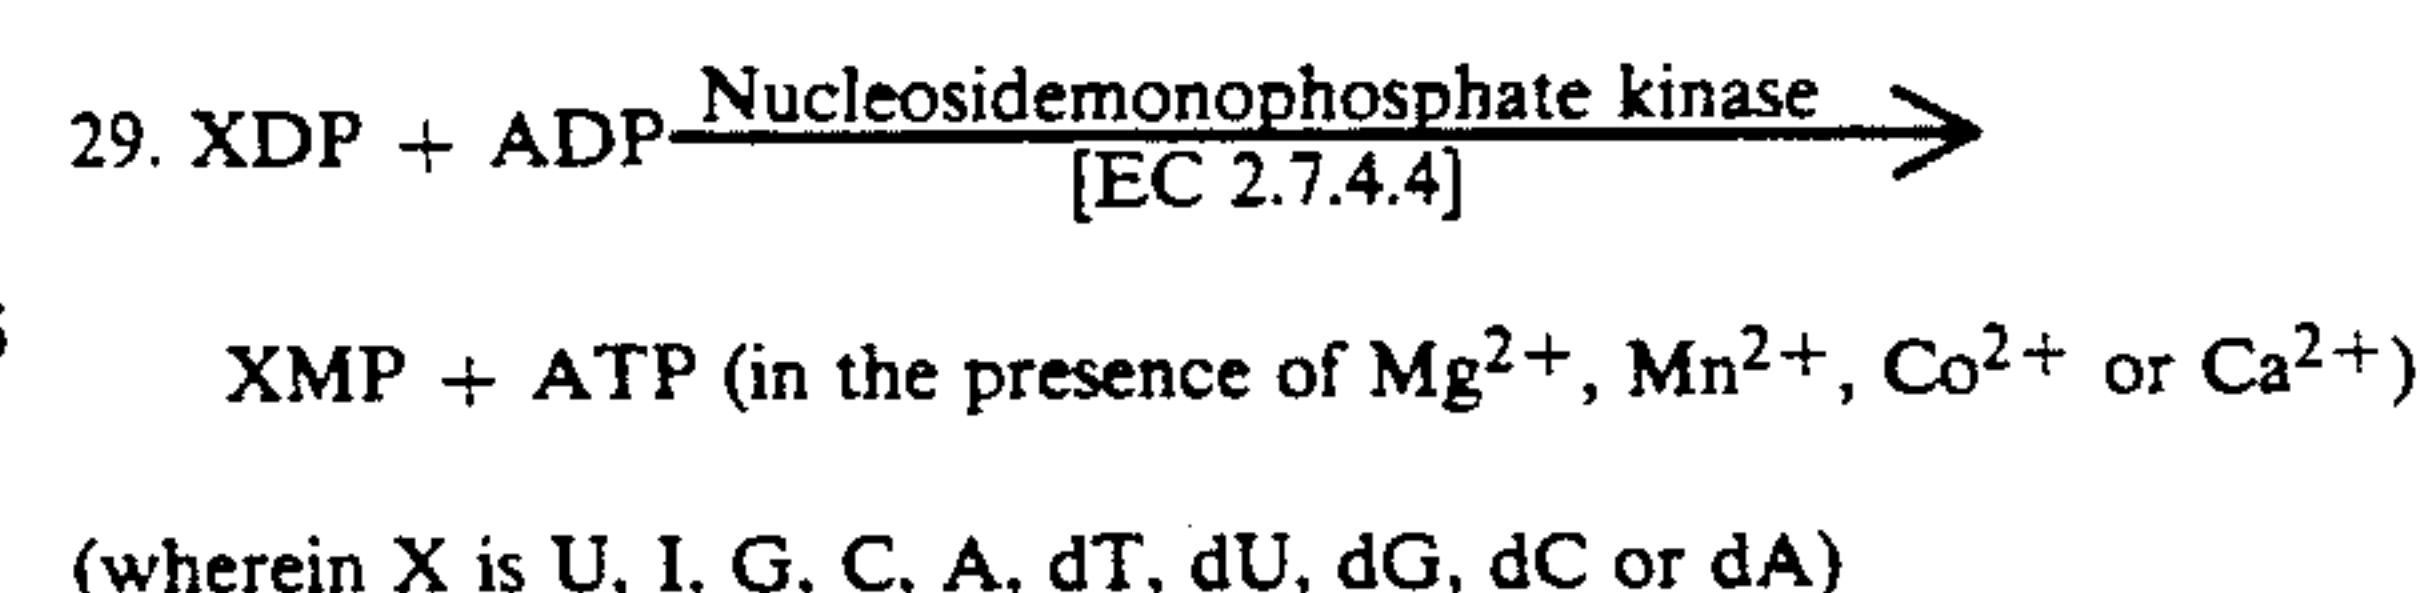 Nucleosidemonophosphate kinase
29. XDP + ADP
[EC 2.7.4.4]
XMP + ATP (in the presence of Mg2+, Mn2+, Co2+ or Ca2+)
(wherein X is U, I, G, C, A, dT, dU, dG, dC or dA)